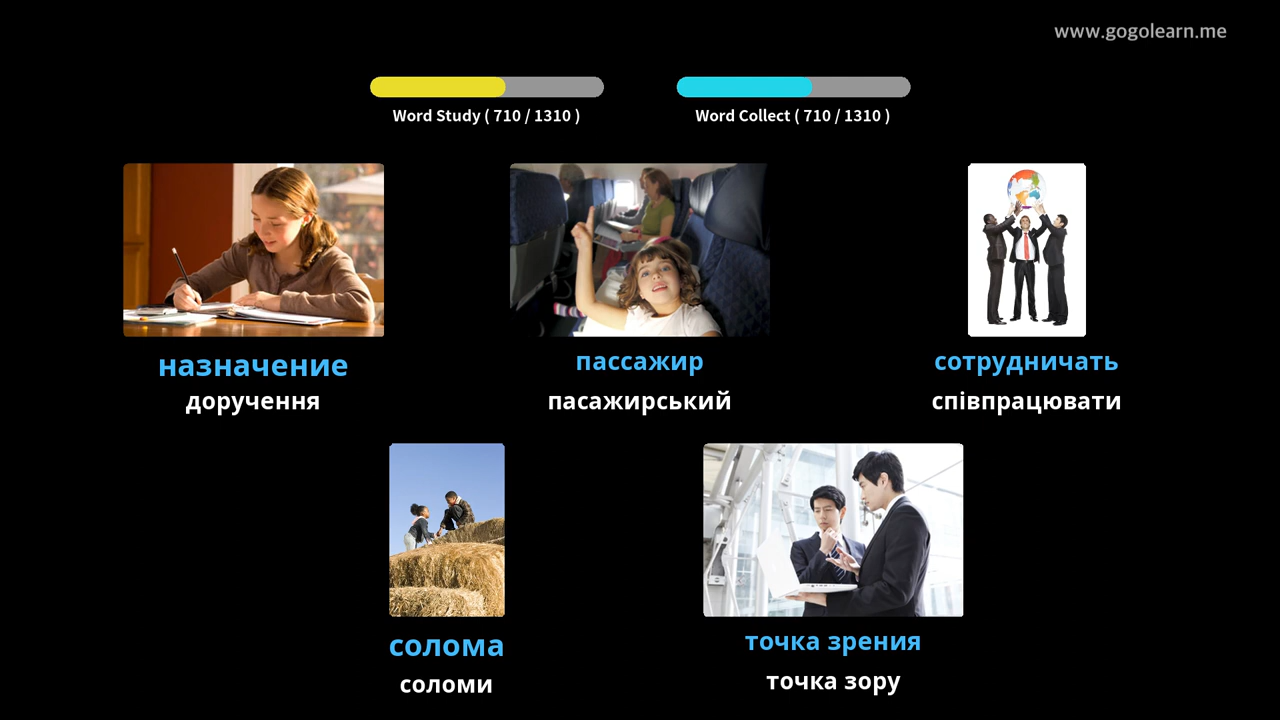 www.gogolearn.me
Word Study ( 710 / 1310 )
Word Collect ( 710 / 1310 )
назначение
доручення
пассажир
пасажирський
сотрудничать
співпрацювати
солома
соломи
точка зрения
точка зору